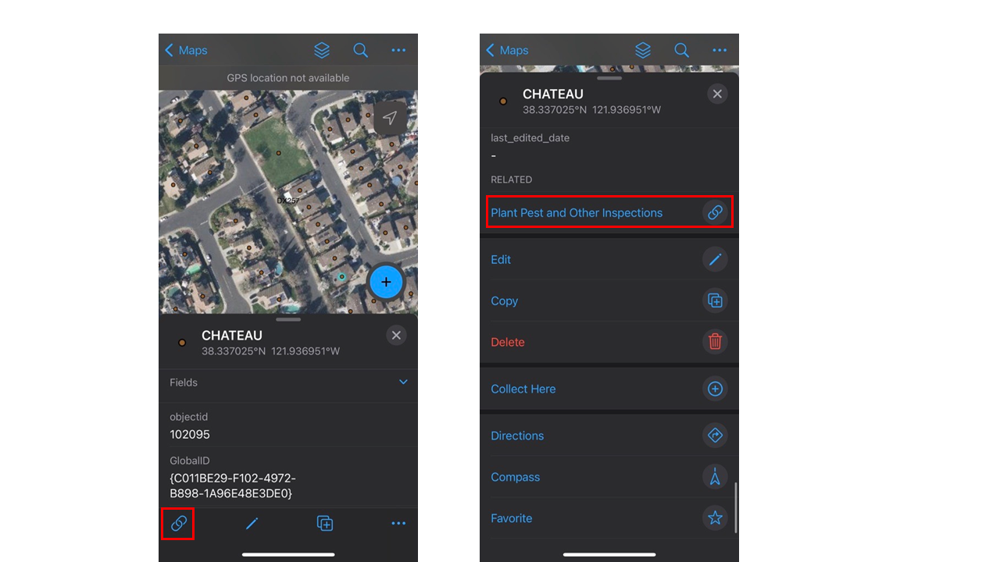 Maps
GPS location not available
CHATEAU
38.337025°N 121.936951°W
Fields
objectid
102095
GlobalID
{C011BE29-F102-4972-
B898-1A96E48E3DE0}
Maps
CHATEAU
38.337025°N 121.936951°W
last_edited_date
-
RELATED
Plant Pest and Other Inspections
Edit
Copy
Delete
Collect Here
Directions
Compass
Favorite